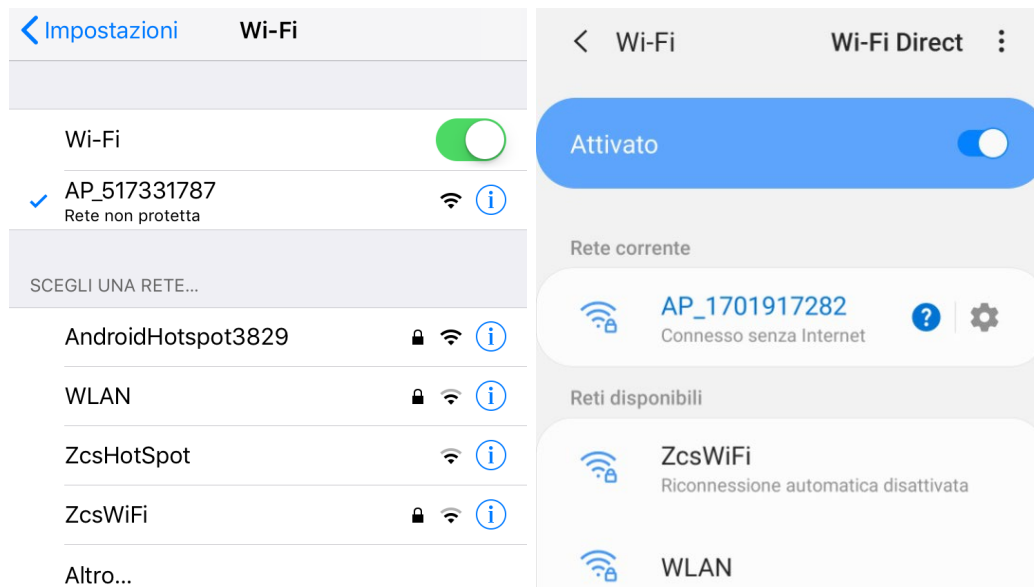 Impostazioni
Wi-Fi
Wi-Fi
AP_517331787
Rete non protetta
SCEGLI UNA RETE...
AndroidHotspot3829
WLAN
ZcsHotSpot
ZcsWiFi
Altro...
Wi-Fi
Wi-Fi Direct
Attivato
Rete corrente
AP_1701917282
Connesso senza Internet
Reti disponibili
ZcsWiFi
Riconnessione automatica disattivata
WLAN